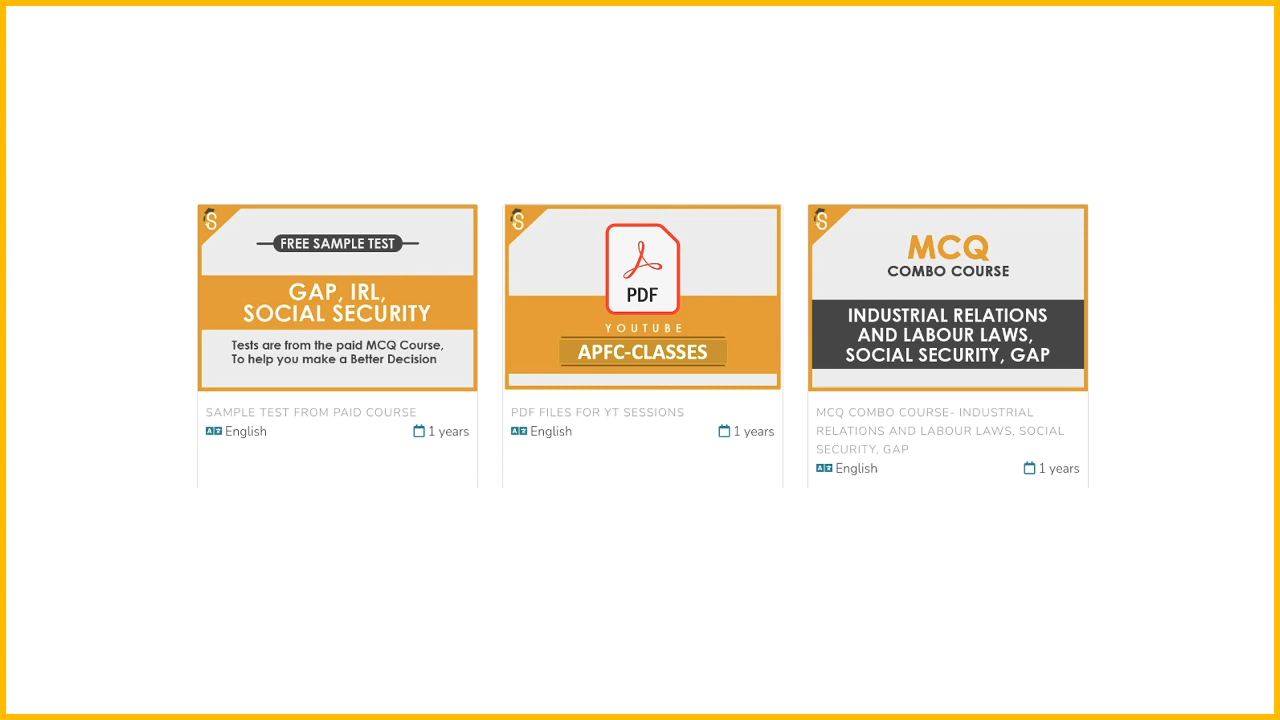 FREE SAMPLE TEST
GAP, IRL,
SOCIAL SECURITY
Tests are from the paid MCQ Course,
To help you make a Better Decision
SAMPLE TEST FROM PAID COURSE
English
1 years
PDF
YOUTUBE
APFC-CLASSES
PDF FILES FOR YT SESSIONS
English
1 years
MCQ
COMBO COURSE
INDUSTRIAL RELATIONS
AND LABOUR LAWS,
SOCIAL SECURITY, GAP
MCQ COMBO COURSE- INDUSTRIAL
RELATIONS AND LABOUR LAWS, SOCIAL
SECURITY, GAP
English
1 years